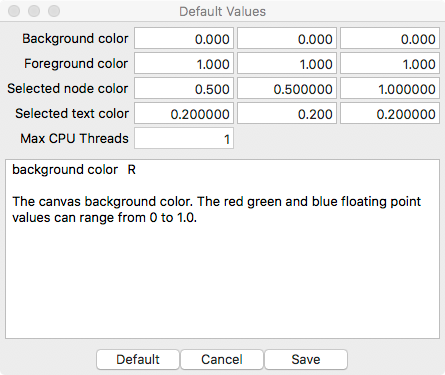 Default Values
Background color 0.000 0.000 0.000
Foreground color 1.000 1.000 1.000
Selected node color 0.500 0.500000 1.000000
Selected text color 0.200000 0.200 0.200000
Max CPU Threads 1
background color R
The canvas background color. The red green and blue floating point
values can range from 0 to 1.0.
Default Cancel Save